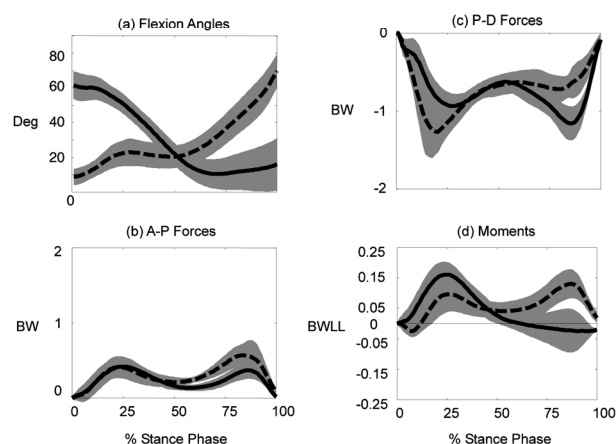 (a) Flexion Angles
80
60
Deg
40
20
0
(b) A-P Forces
2
BW
1
0
0 25 50 75 100
% Stance Phase
(c) P-D Forces
0
BW
-1
-2
(d) Moments
0.25
0.15
0.05
BWLL
0
-0.05
-0.15
-0.25
0 25 50 75 100
% Stance Phase